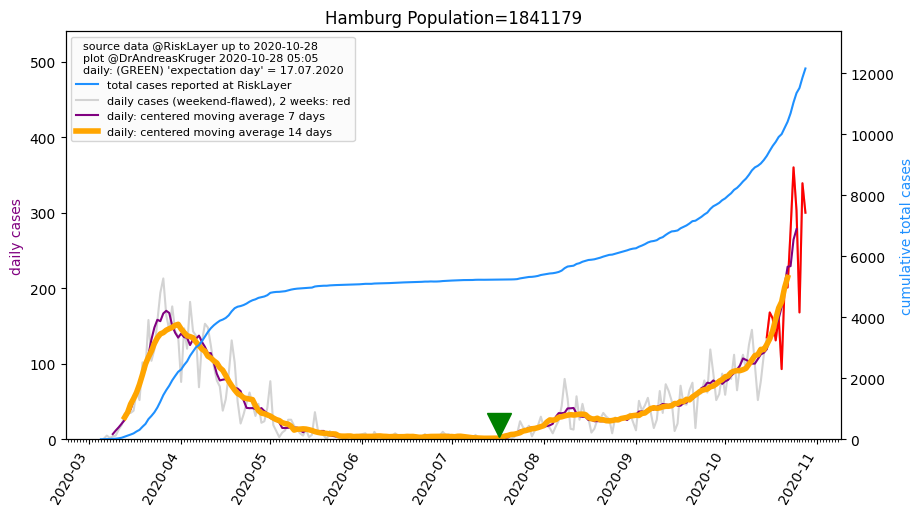 Hamburg Population=1841179
source data @RiskLayer up to 2020-10-28
plot @DrAndreasKruger 2020-10-28 05:05
daily: (GREEN) 'expectation day' = 17.07.2020
total cases reported at RiskLayer
daily cases (weekend-flawed), 2 weeks: red
daily: centered moving average 7 days
daily: centered moving average 14 days
daily cases
500
400
300
200
100
0
12000
10000
8000
6000
4000
2000
0
cumulative total cases
2020-03
2020-04
2020-05
2020-06
2020-07
2020-08
2020-09
2020-10
2020-11